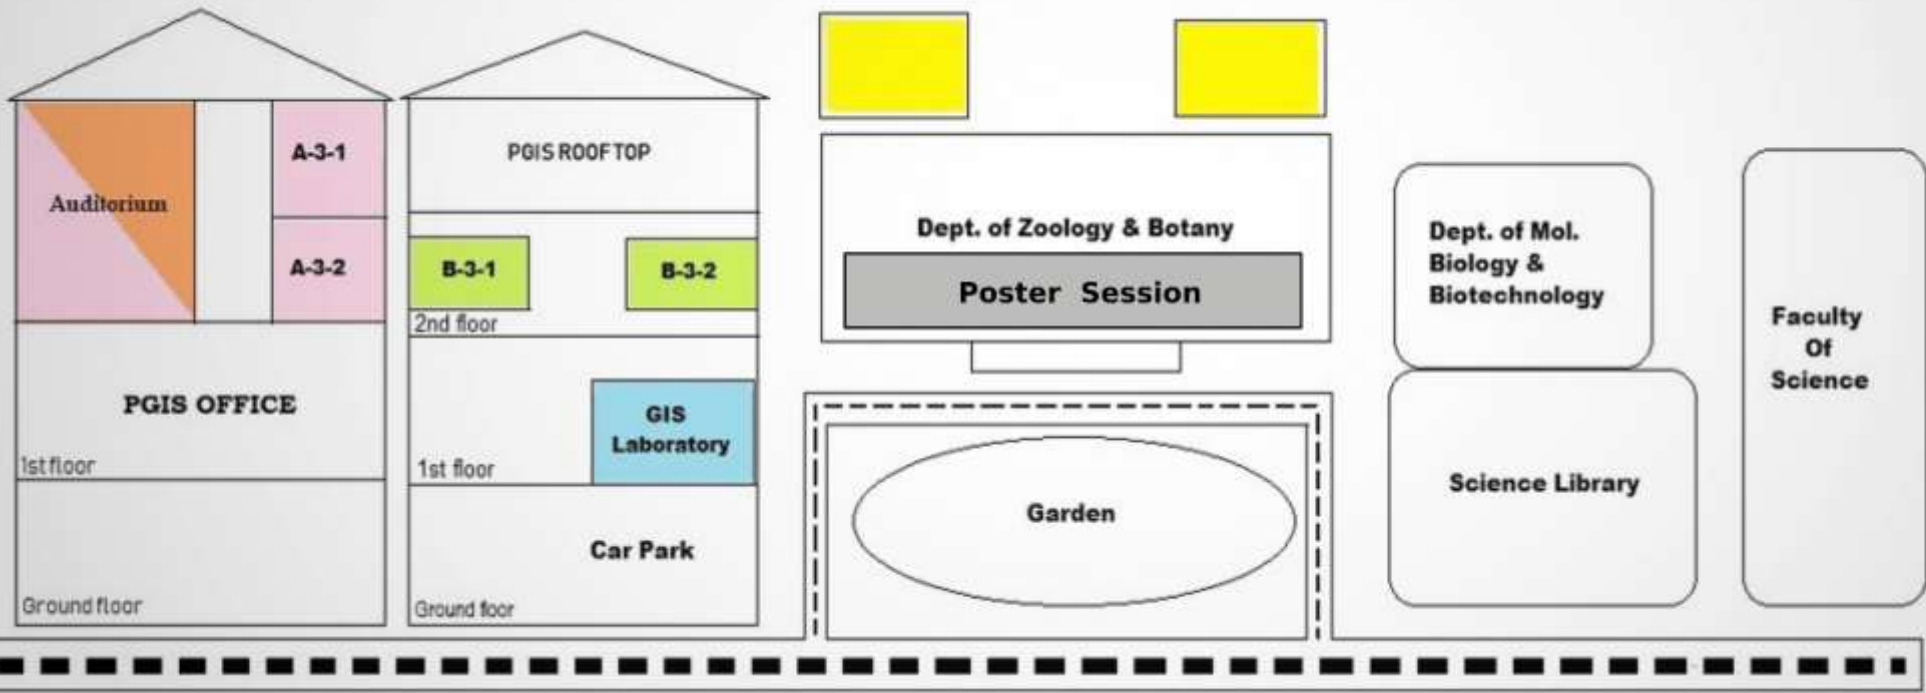 Auditorium
A-3-1
A-3-2
PGIS OFFICE
1st floor
Ground floor
PGIS ROOF TOP
B-3-1
B-3-2
2nd floor
GIS
Laboratory
1st floor
Car Park
Ground floor
Dept. of Zoology & Botany
Poster Session
Garden
Dept. of Mol.
Biology &
Biotechnology
Science Library
Faculty
Of
Science